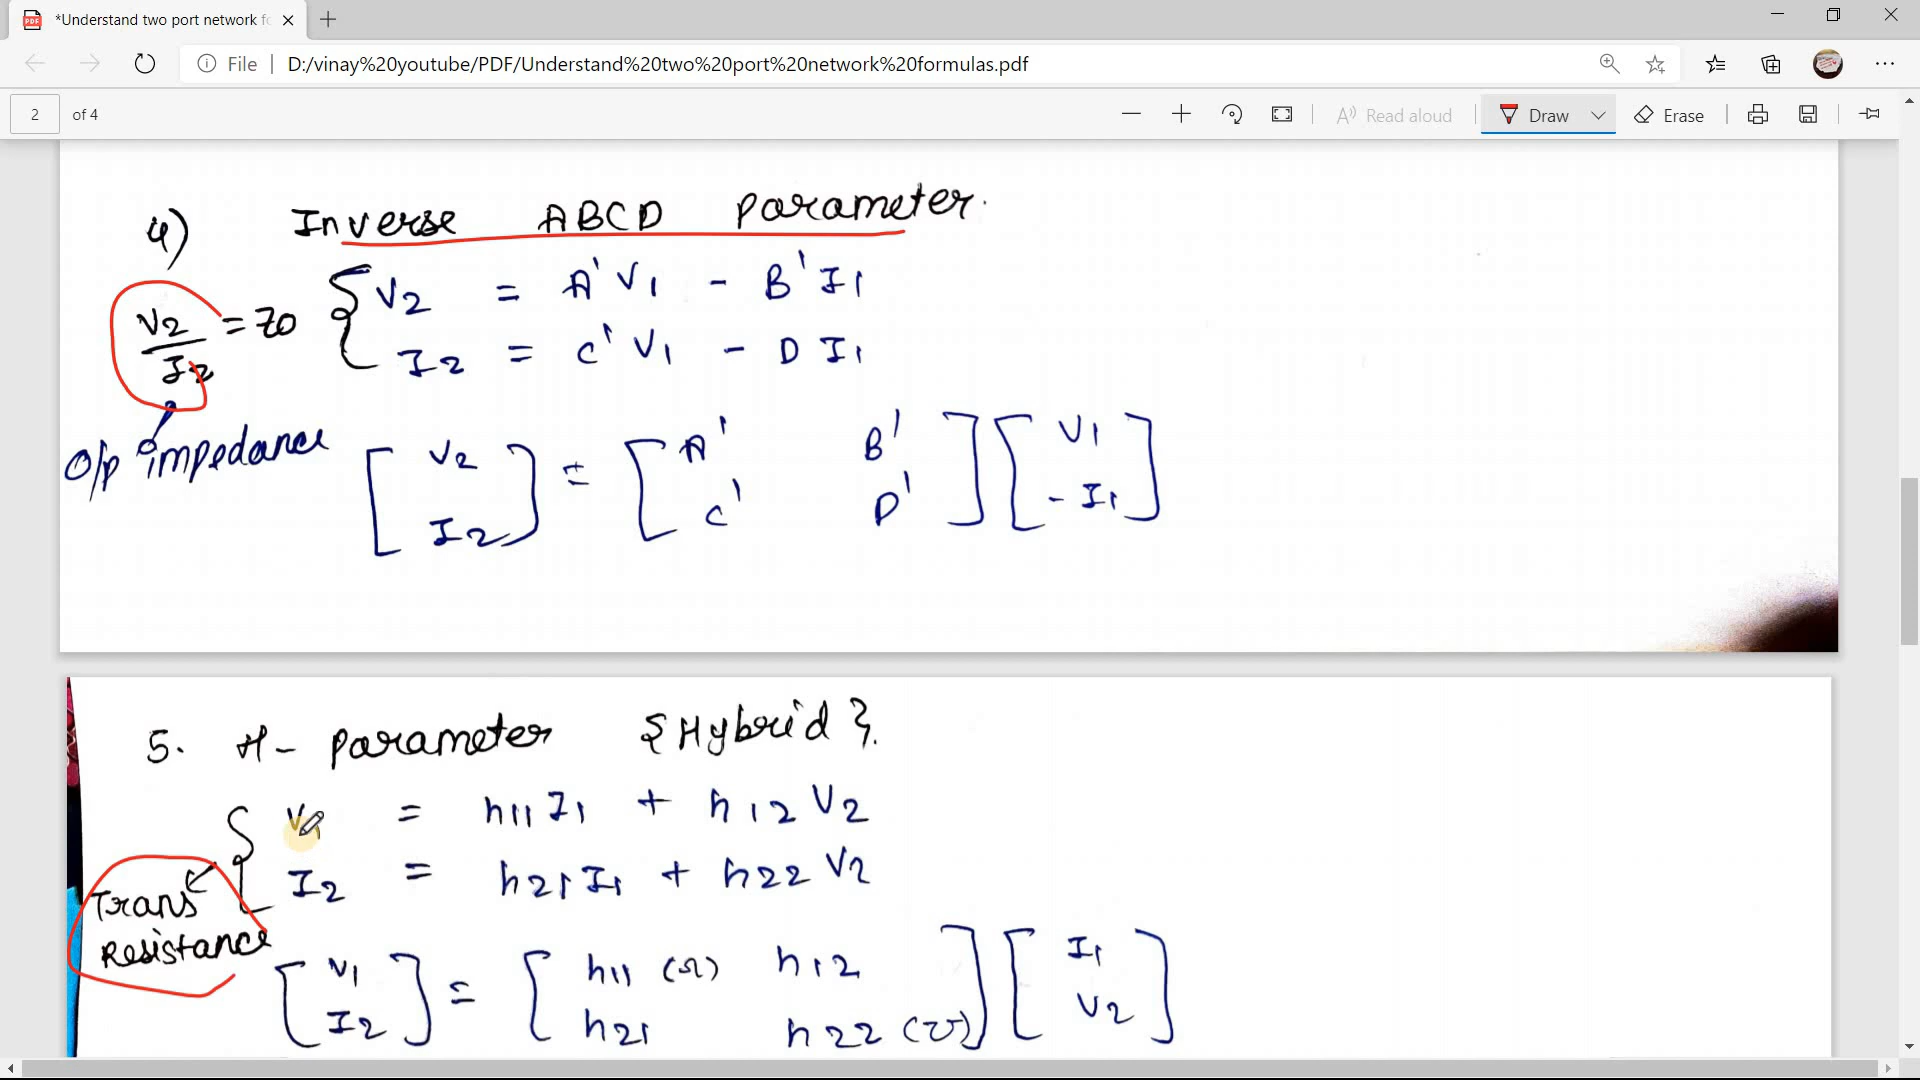 *Understand two port network fo
File D:/vinay%20youtube/PDF/Understand%20two%20port%20network%20formulas.pdf
2 of 4 Read aloud Draw Erase
4) Inverse ABCD Parameter.
V2 = A'V1 - B'I1
V2/I2 = Z0
I2 = C'V1 - D I1
O/p impedance
[V2 I2] = [A' B' C' D'] [V1 -I1]
5. H- parameter {Hybrid}.
V1 = h11 I1 + h12 V2
I2 = h21 I1 + h22 V2
Trans
Resistance
[V1 I2] = [h11 (Ω) h12 h21 h22 (℧)] [I1 V2]